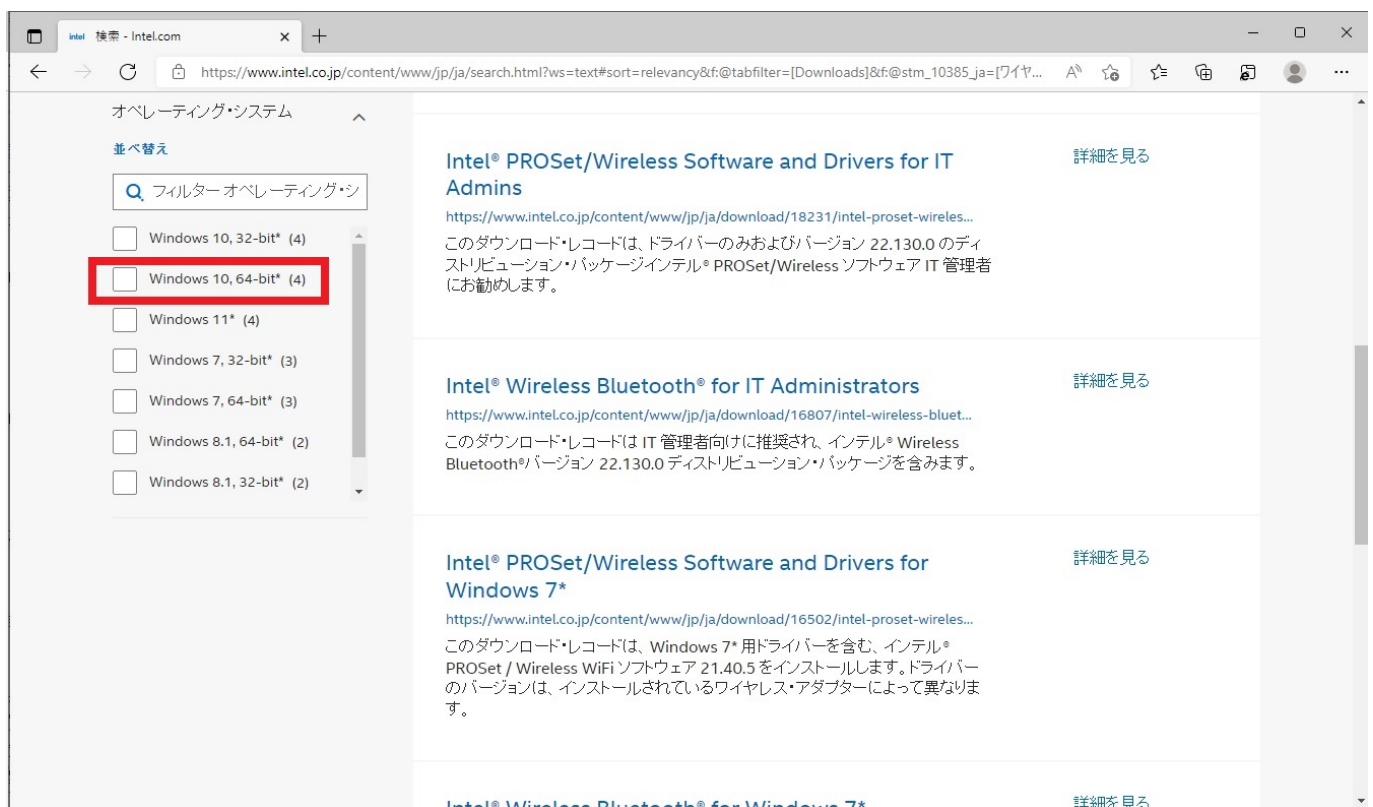 intel 検索 - Intel.com
https://www.intel.co.jp/content/www/jp/ja/search.html?ws=text#sort=relevancy&f:@tabfilter=[Downloads]&f:@stm_10385_ja=[ワイヤ...
オペレーティング・システム
並べ替え
フィルター オペレーティング・シ
Windows 10, 32-bit* (4)
Windows 10, 64-bit* (4)
Windows 11* (4)
Windows 7, 32-bit* (3)
Windows 7, 64-bit* (3)
Windows 8.1, 64-bit* (2)
Windows 8.1, 32-bit* (2)
Intel® PROSet/Wireless Software and Drivers for IT
Admins
詳細を見る
https://www.intel.co.jp/content/www/jp/ja/download/18231/intel-proset-wireles...
このダウンロード・レコードは、ドライバーのみおよびバージョン 22.130.0 のディ
ストリビューション・パッケージインテル® PROSet/Wireless ソフトウェア IT 管理者
にお勧めします。
Intel® Wireless Bluetooth® for IT Administrators
詳細を見る
https://www.intel.co.jp/content/www/jp/ja/download/16807/intel-wireless-bluet...
このダウンロード・レコードは IT 管理者向けに推奨され、インテル® Wireless
Bluetooth®バージョン 22.130.0 ディストリビューション・パッケージを含みます。
Intel® PROSet/Wireless Software and Drivers for
Windows 7*
詳細を見る
https://www.intel.co.jp/content/www/jp/ja/download/16502/intel-proset-wireles...
このダウンロード・レコードは、Windows 7* 用ドライバーを含む、インテル®
PROSet / Wireless WiFi ソフトウェア 21.40.5 をインストールします。ドライバー
のバージョンは、インストールされているワイヤレス・アダプターによって異なりま
す。
Intel® Wireless Bluetooth® for Windows 7*
詳細を見る